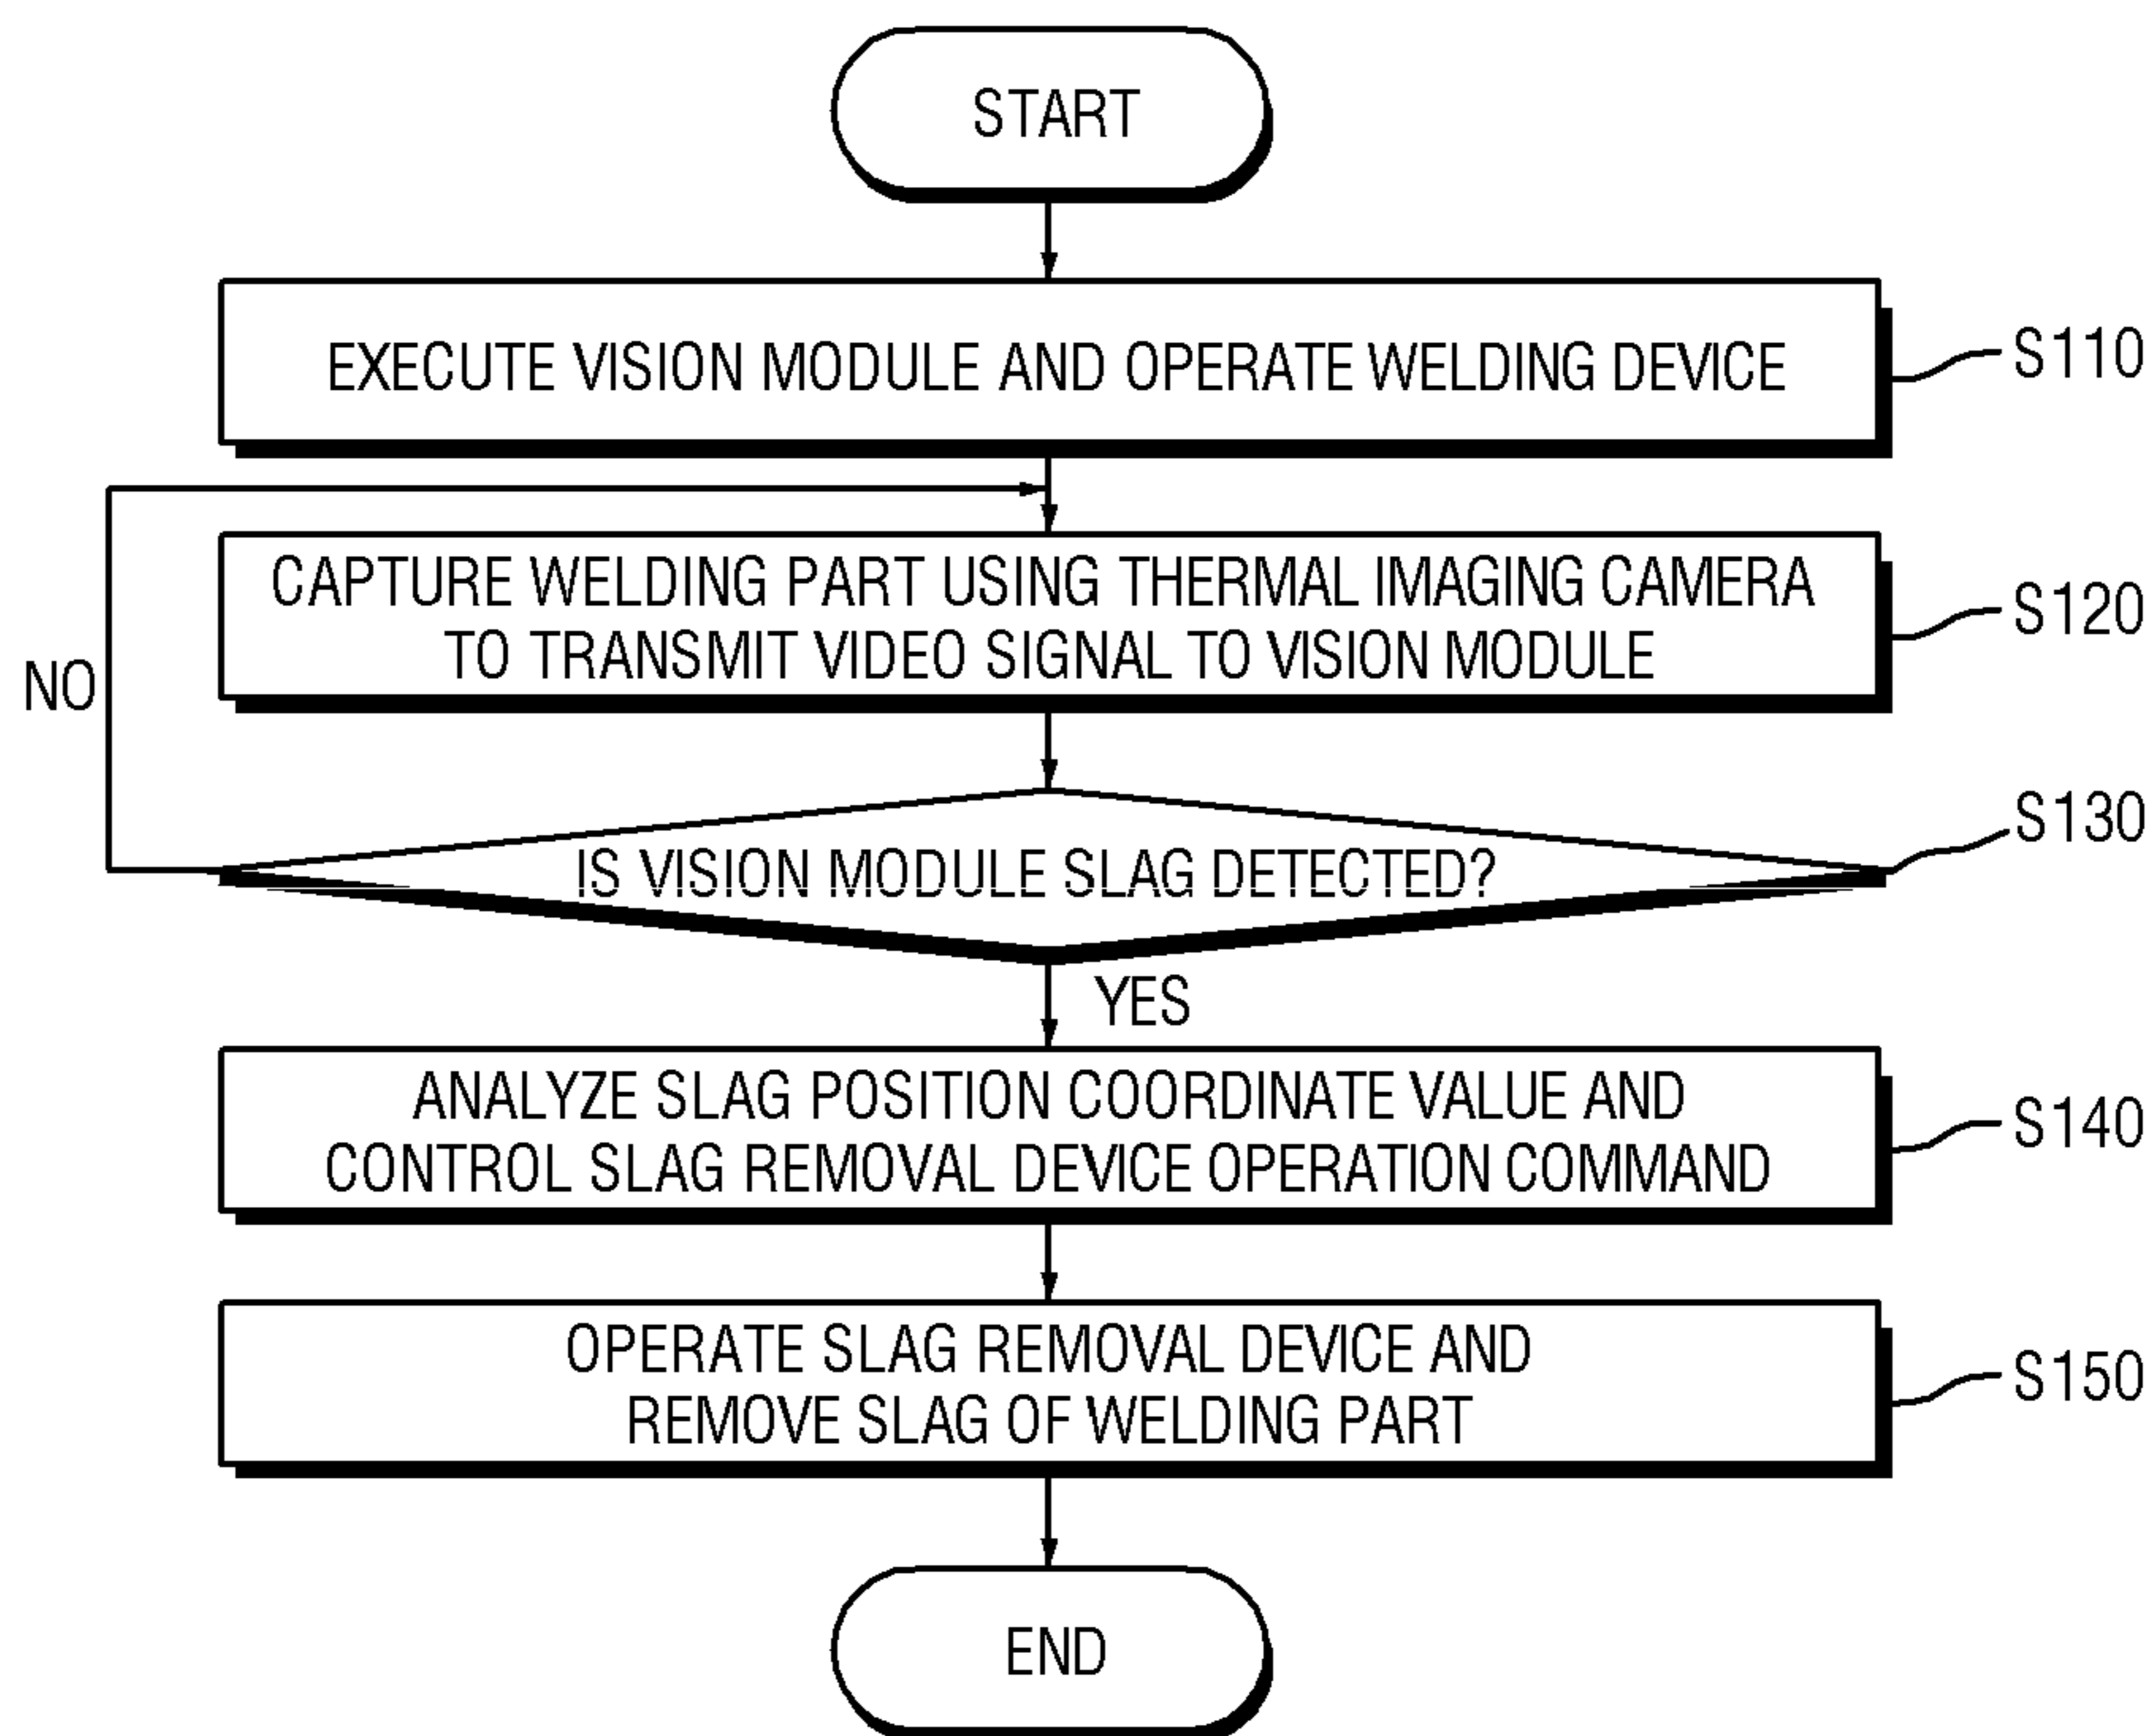 START
EXECUTE VISION MODULE AND OPERATE WELDING DEVICE
S110
CAPTURE WELDING PART USING THERMAL IMAGING CAMERA
TO TRANSMIT VIDEO SIGNAL TO VISION MODULE
S120
NO
IS VISION MODULE SLAG DETECTED?
S130
YES
ANALYZE SLAG POSITION COORDINATE VALUE AND
CONTROL SLAG REMOVAL DEVICE OPERATION COMMAND
S140
OPERATE SLAG REMOVAL DEVICE AND
REMOVE SLAG OF WELDING PART
S150
END